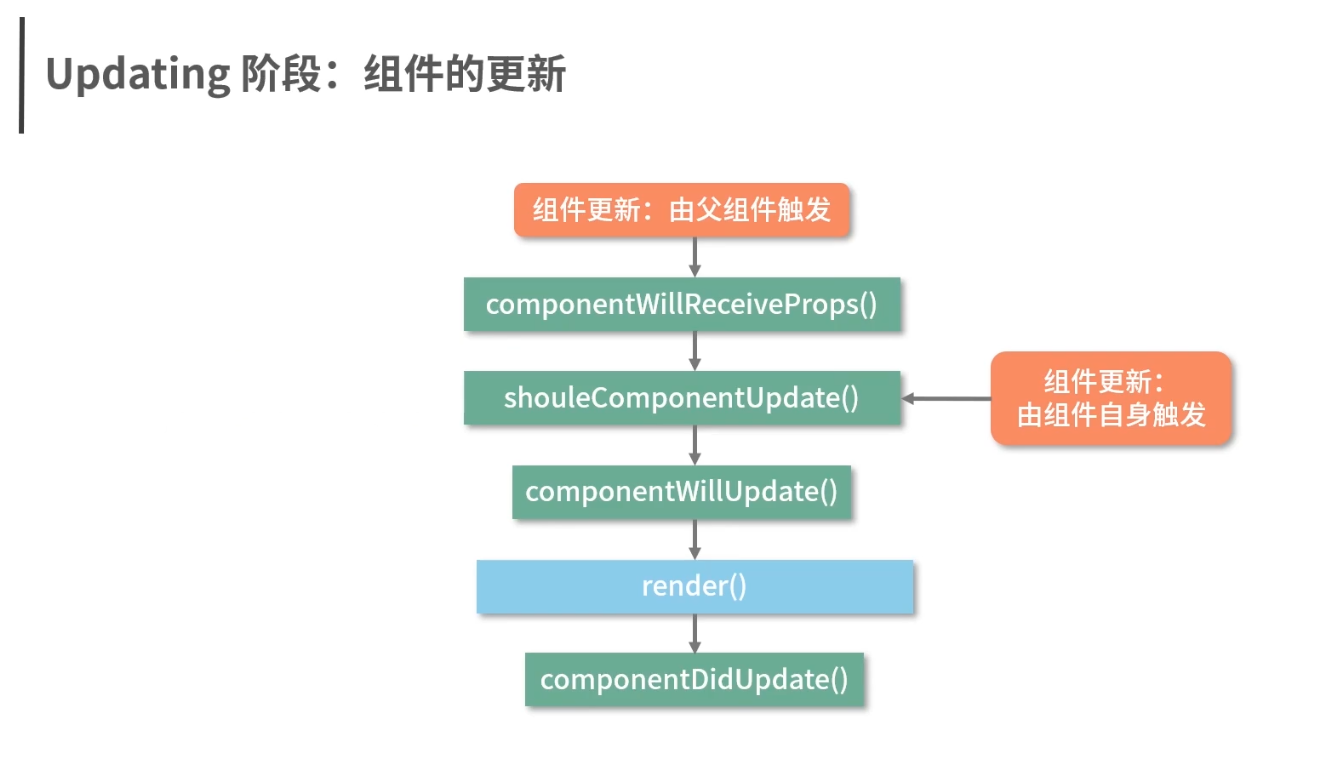 Updating 阶段：组件的更新
组件更新：由父组件触发
componentWillReceiveProps()
shouleComponentUpdate()
组件更新：
由组件自身触发
componentWillUpdate()
render()
componentDidUpdate()